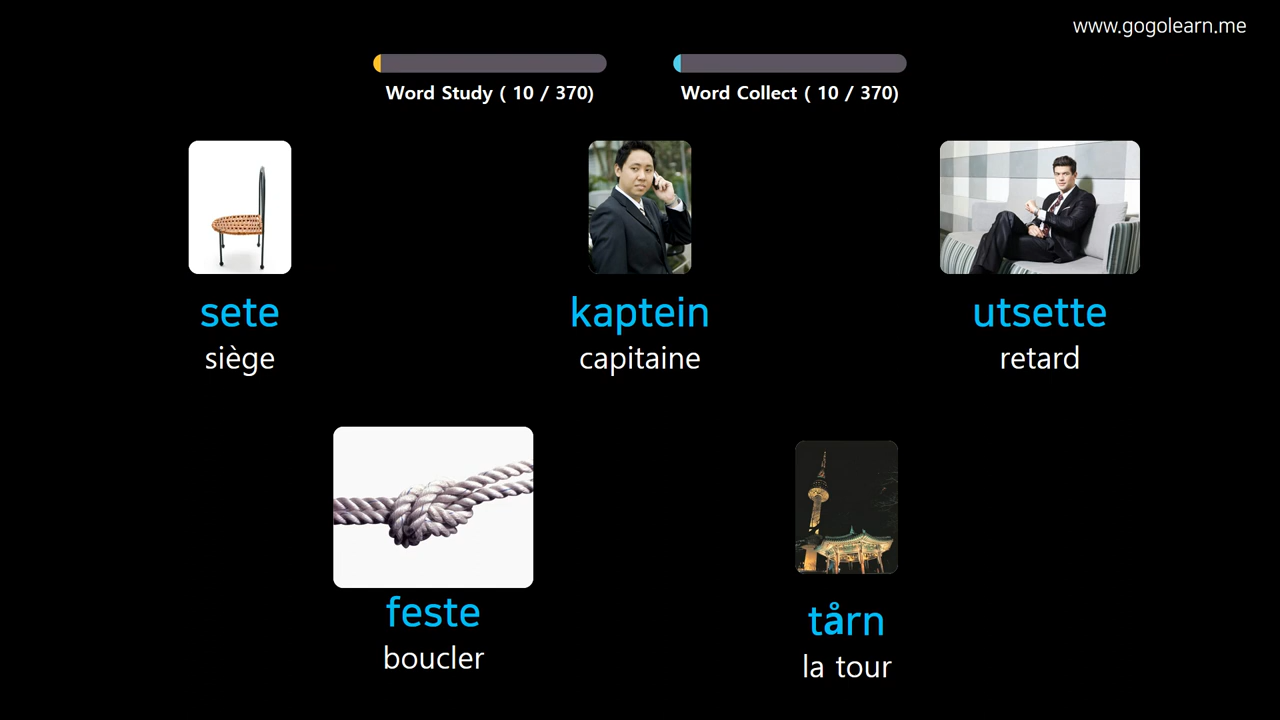 www.gogolearn.me
Word Study ( 10 / 370)
Word Collect ( 10 / 370)
sete
siège
kaptein
capitaine
utsette
retard
feste
boucler
tårn
la tour